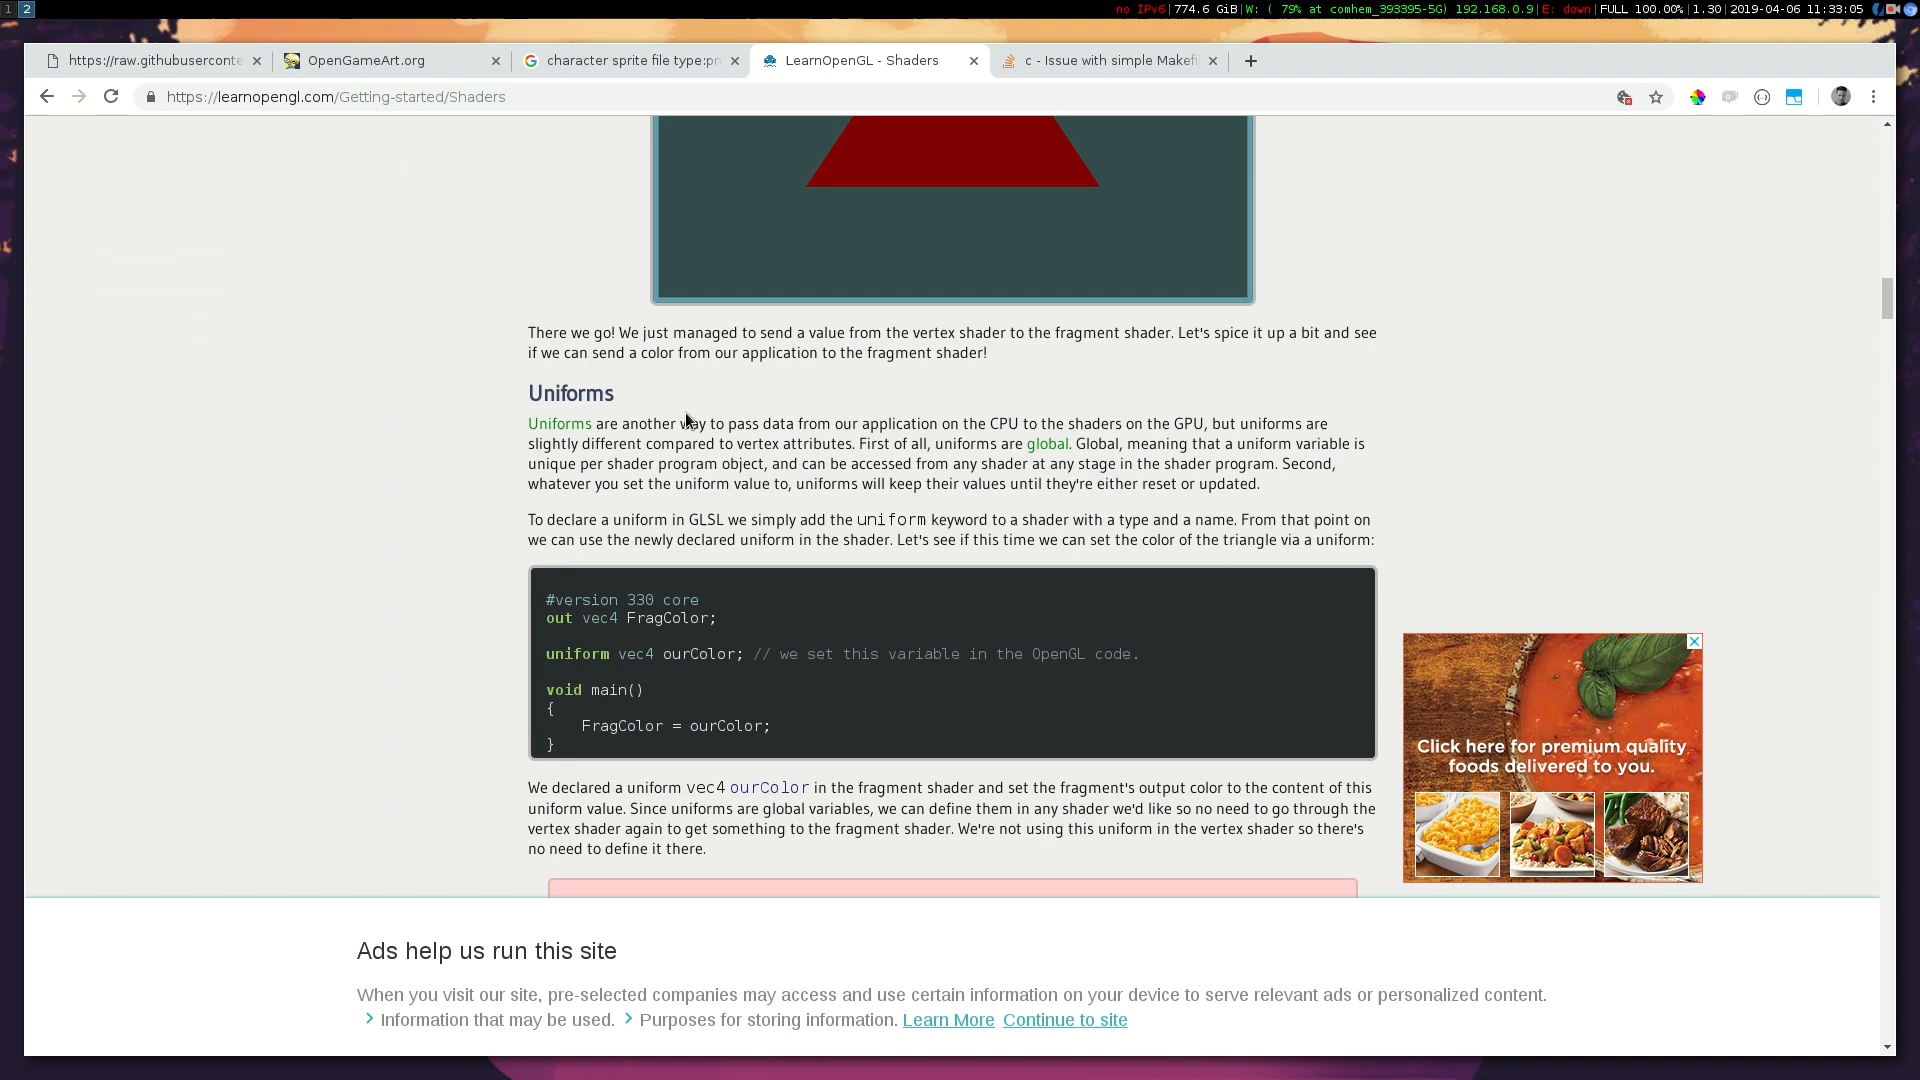 1 2
no IPv6|774.6 GiB|W: ( 79% at comhem_393395-5G) 192.168.0.9|E: down|FULL 100.00%|1.30|2019-04-06 11:33:05
https://raw.githubuserconte
OpenGameArt.org
character sprite file type:pn
LearnOpenGL - Shaders
c - Issue with simple Makefil
https://learnopengl.com/Getting-started/Shaders
There we go! We just managed to send a value from the vertex shader to the fragment shader. Let's spice it up a bit and see
if we can send a color from our application to the fragment shader!
Uniforms
Uniforms are another way to pass data from our application on the CPU to the shaders on the GPU, but uniforms are
slightly different compared to vertex attributes. First of all, uniforms are global. Global, meaning that a uniform variable is
unique per shader program object, and can be accessed from any shader at any stage in the shader program. Second,
whatever you set the uniform value to, uniforms will keep their values until they're either reset or updated.
To declare a uniform in GLSL we simply add the uniform keyword to a shader with a type and a name. From that point on
we can use the newly declared uniform in the shader. Let's see if this time we can set the color of the triangle via a uniform:
#version 330 core
out vec4 FragColor;
uniform vec4 ourColor; // we set this variable in the OpenGL code.
void main()
{
FragColor = ourColor;
}
We declared a uniform vec4 ourColor in the fragment shader and set the fragment's output color to the content of this
uniform value. Since uniforms are global variables, we can define them in any shader we'd like so no need to go through the
vertex shader again to get something to the fragment shader. We're not using this uniform in the vertex shader so there's
no need to define it there.
Click here for premium quality
foods delivered to you.
Ads help us run this site
When you visit our site, pre-selected companies may access and use certain information on your device to serve relevant ads or personalized content.
Information that may be used. Purposes for storing information. Learn More Continue to site